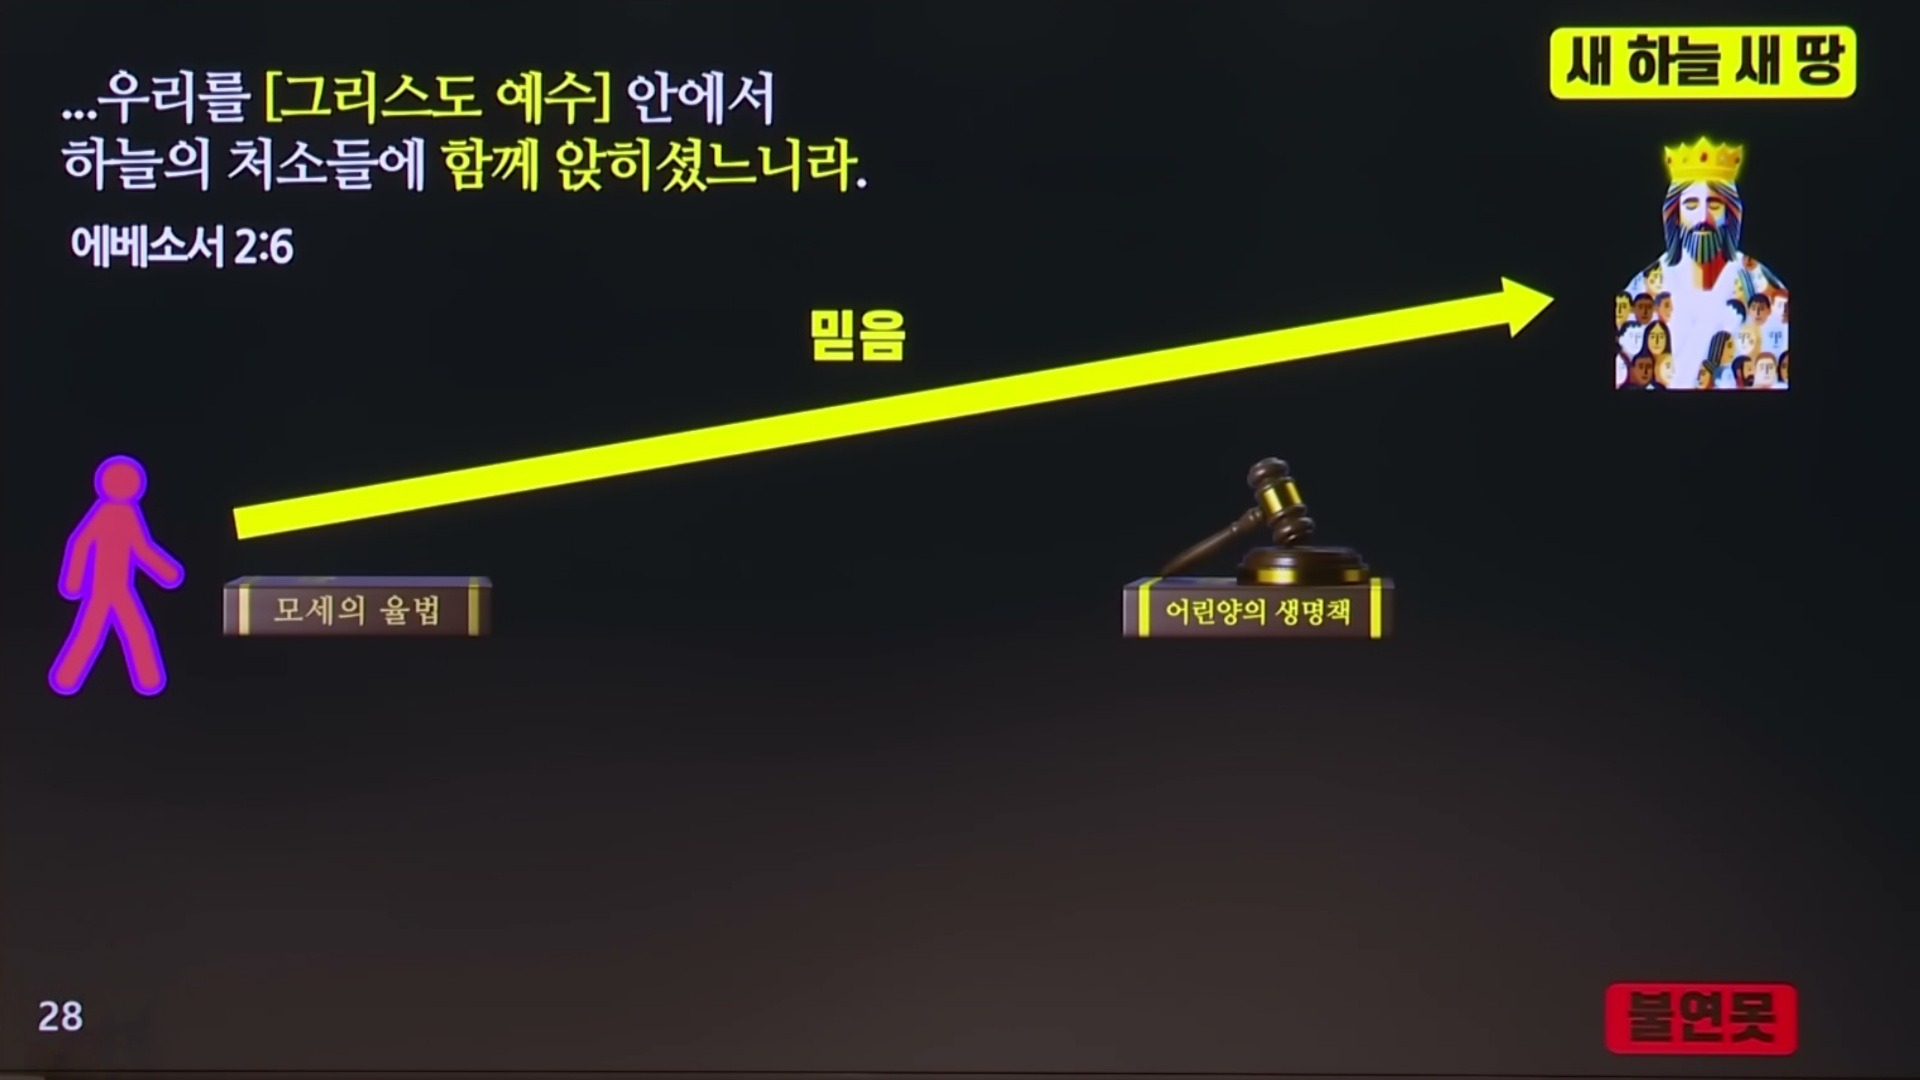 ...우리를 [그리스도 예수] 안에서
하늘의 처소들에 함께 앉히셨느니라.
에베소서 2:6
새 하늘 새 땅
믿음
모세의 율법
어린양의 생명책
28
불연못